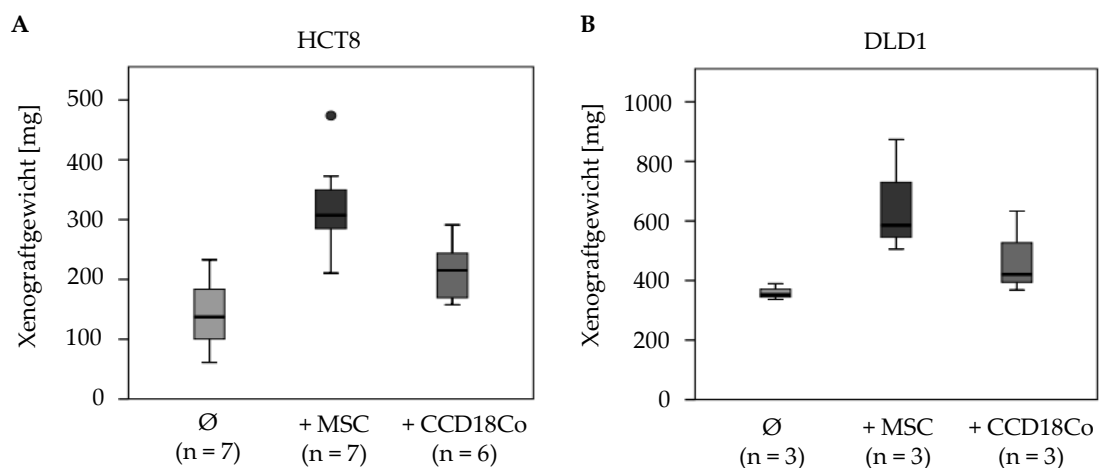 A
HCT8
Xenograftgewicht [mg]
500
400
300
200
100
0
Ø
+ MSC
+ CCD18Co
(n = 7)
(n = 7)
(n = 6)
B
DLD1
Xenograftgewicht [mg]
1000
800
600
400
200
0
Ø
+ MSC
+ CCD18Co
(n = 3)
(n = 3)
(n = 3)